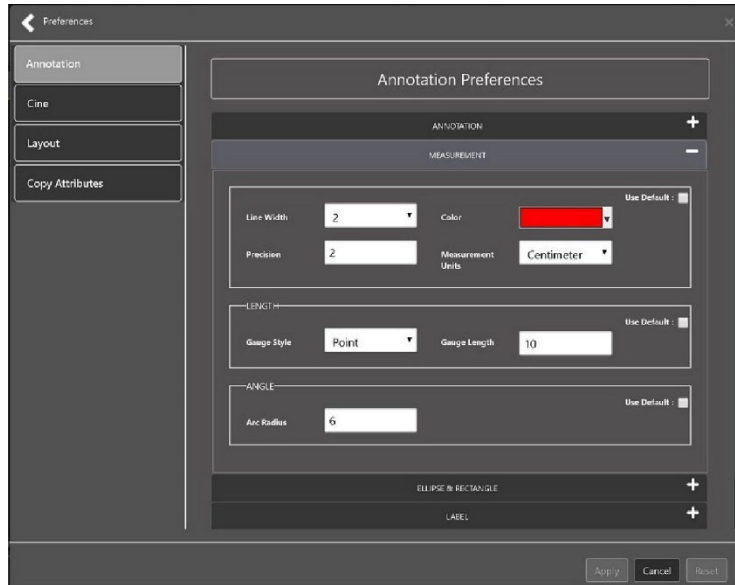 Preferences
Annotation
Cine
Layout
Copy Attributes
Annotation Preferences
ANNOTATION
MEASUREMENT
Use Default :
Line Width 2 Color
Precision 2 Measurement Units Centimeter
LENGTH
Use Default :
Gauge Style Point Gauge Length 10
ANGLE
Use Default :
Arc Radius 6
ELLIPSE & RECTANGLE
LABEL
Apply Cancel Reset